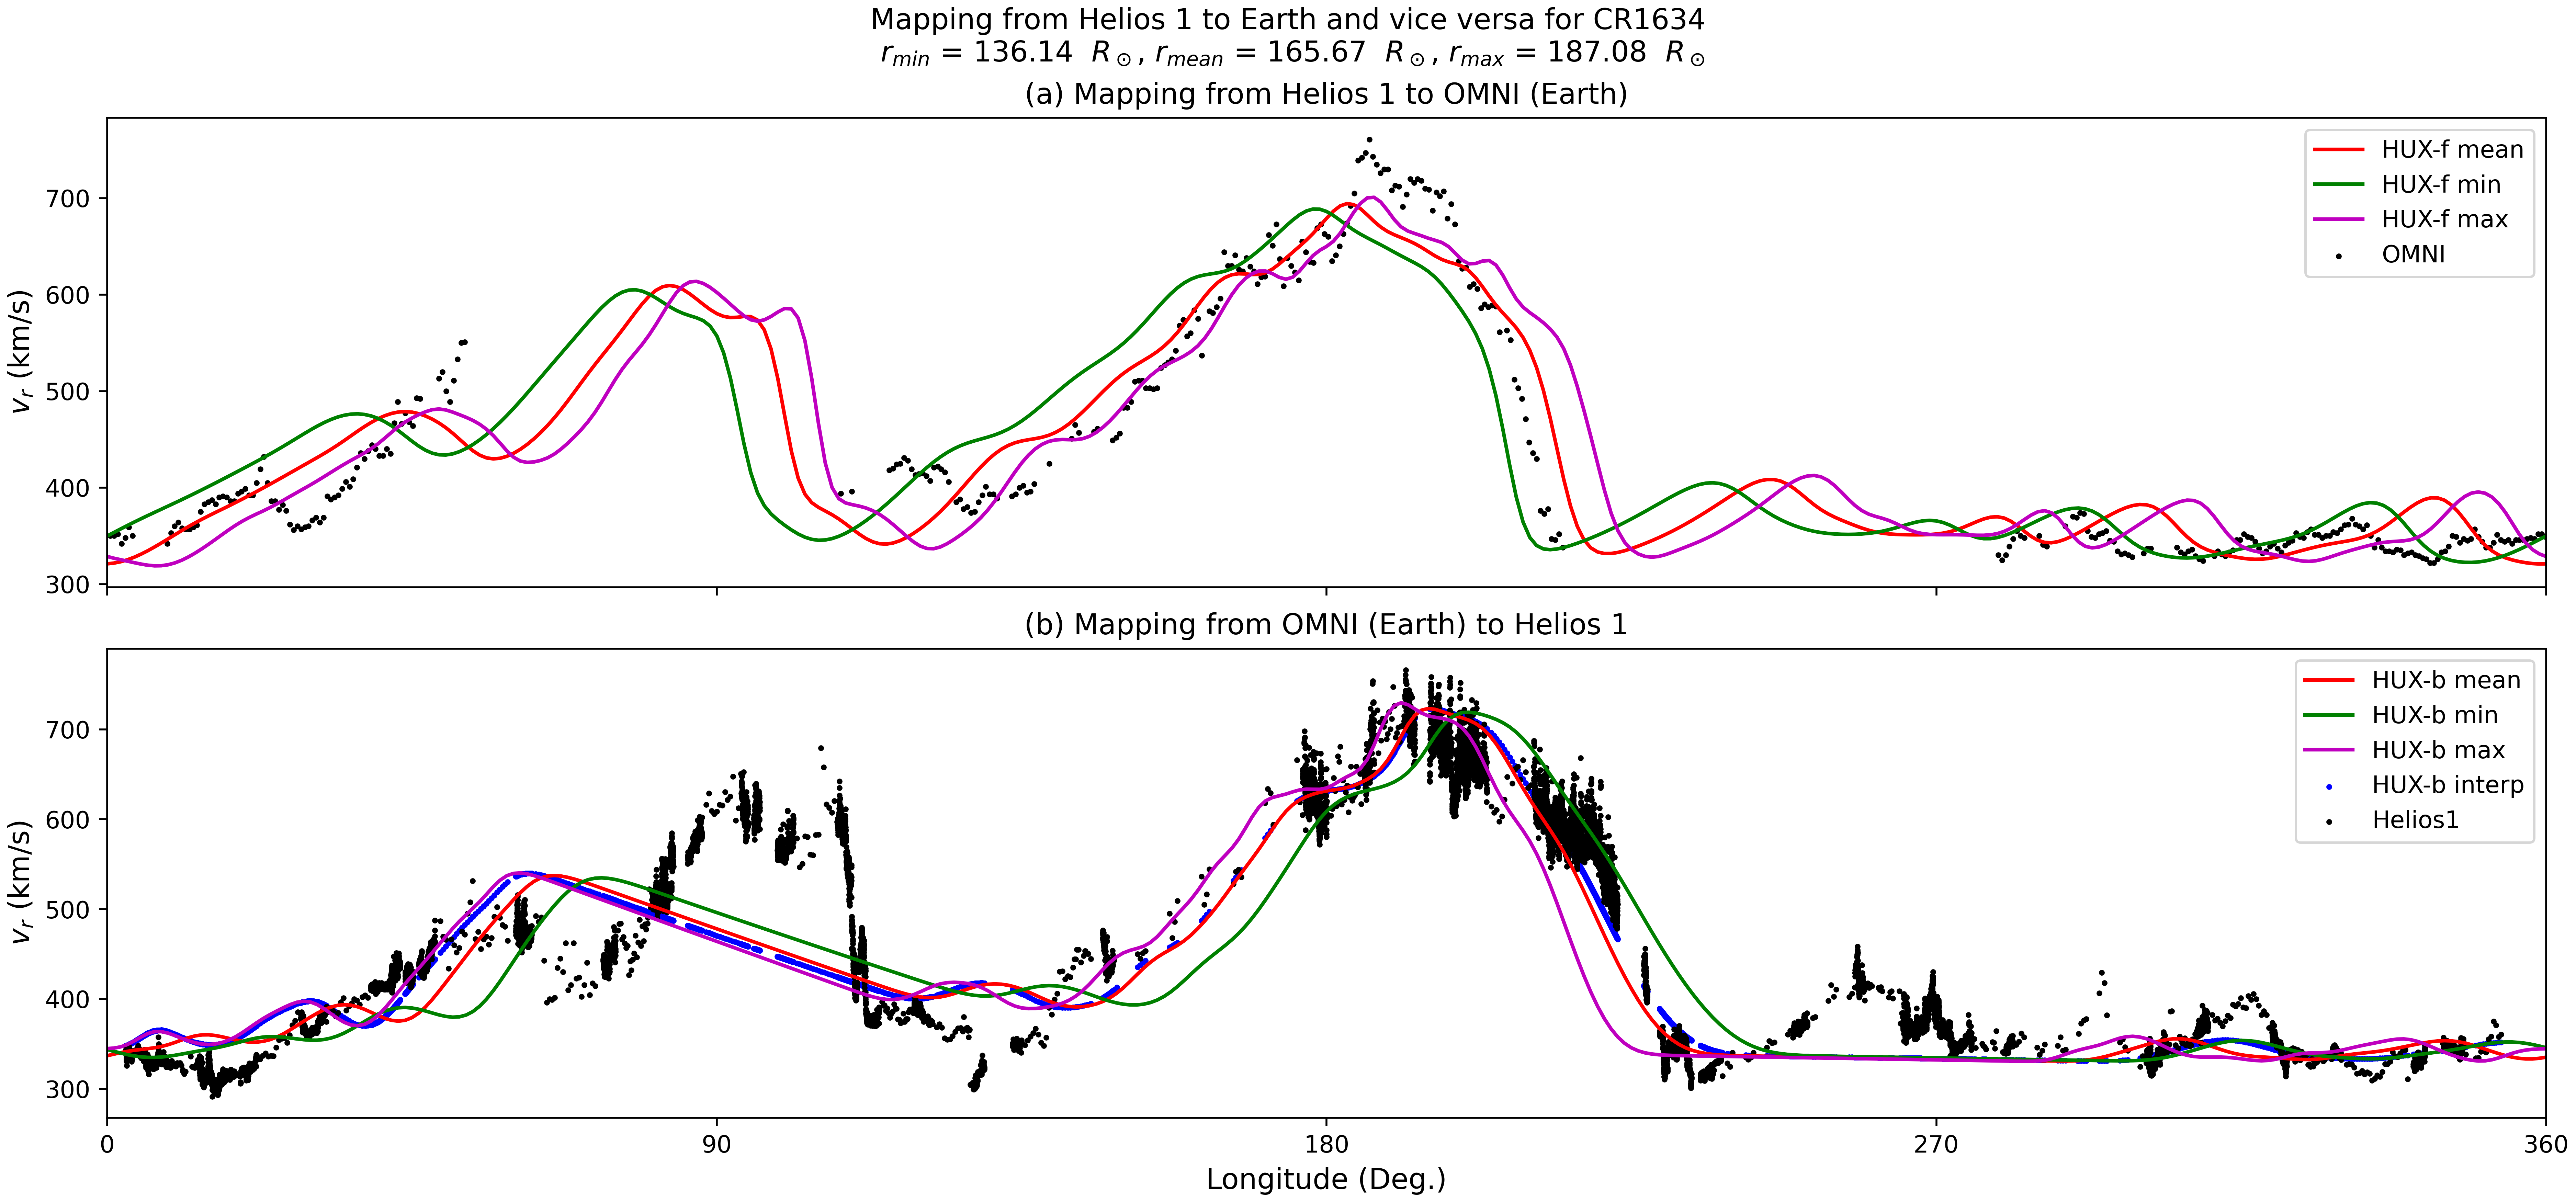 Mapping from Helios 1 to Earth and vice versa for CR1634
r_min = 136.14 R_⊙, r_mean = 165.67 R_⊙, r_max = 187.08 R_⊙
(a) Mapping from Helios 1 to OMNI (Earth)
HUX-f mean
HUX-f min
HUX-f max
OMNI
700
600
500
400
300
v_r (km/s)
(b) Mapping from OMNI (Earth) to Helios 1
HUX-b mean
HUX-b min
HUX-b max
HUX-b interp
Helios1
700
600
500
400
300
v_r (km/s)
0 90 180 270 360
Longitude (Deg.)